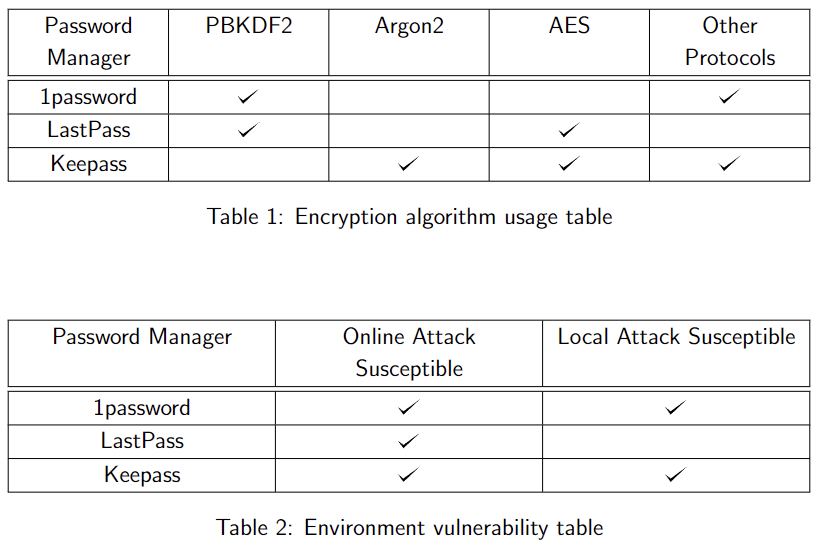 Password Manager PBKDF2 Argon2 AES Other Protocols
1password ✓ ✓
LastPass ✓ ✓
Keepass ✓ ✓ ✓
Table 1: Encryption algorithm usage table
Password Manager Online Attack Susceptible Local Attack Susceptible
1password ✓ ✓
LastPass ✓
Keepass ✓ ✓
Table 2: Environment vulnerability table